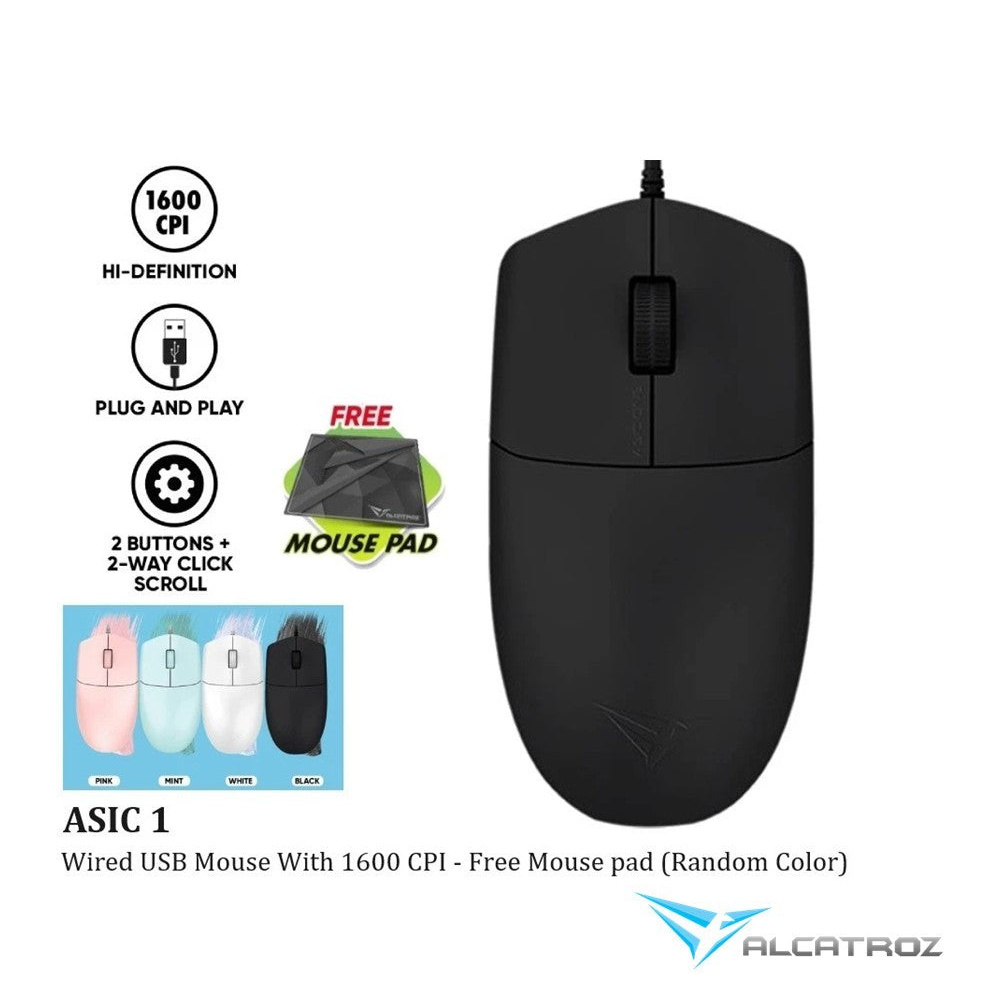 1600
CPI
HI-DEFINITION
PLUG AND PLAY
2 BUTTONS +
2-WAY CLICK
SCROLL
FREE
ALCATROZ
MOUSE PAD
PINK
MINT
WHITE
BLACK
ASIC 1
Wired USB Mouse With 1600 CPI - Free Mouse pad (Random Color)
ALCATROZ